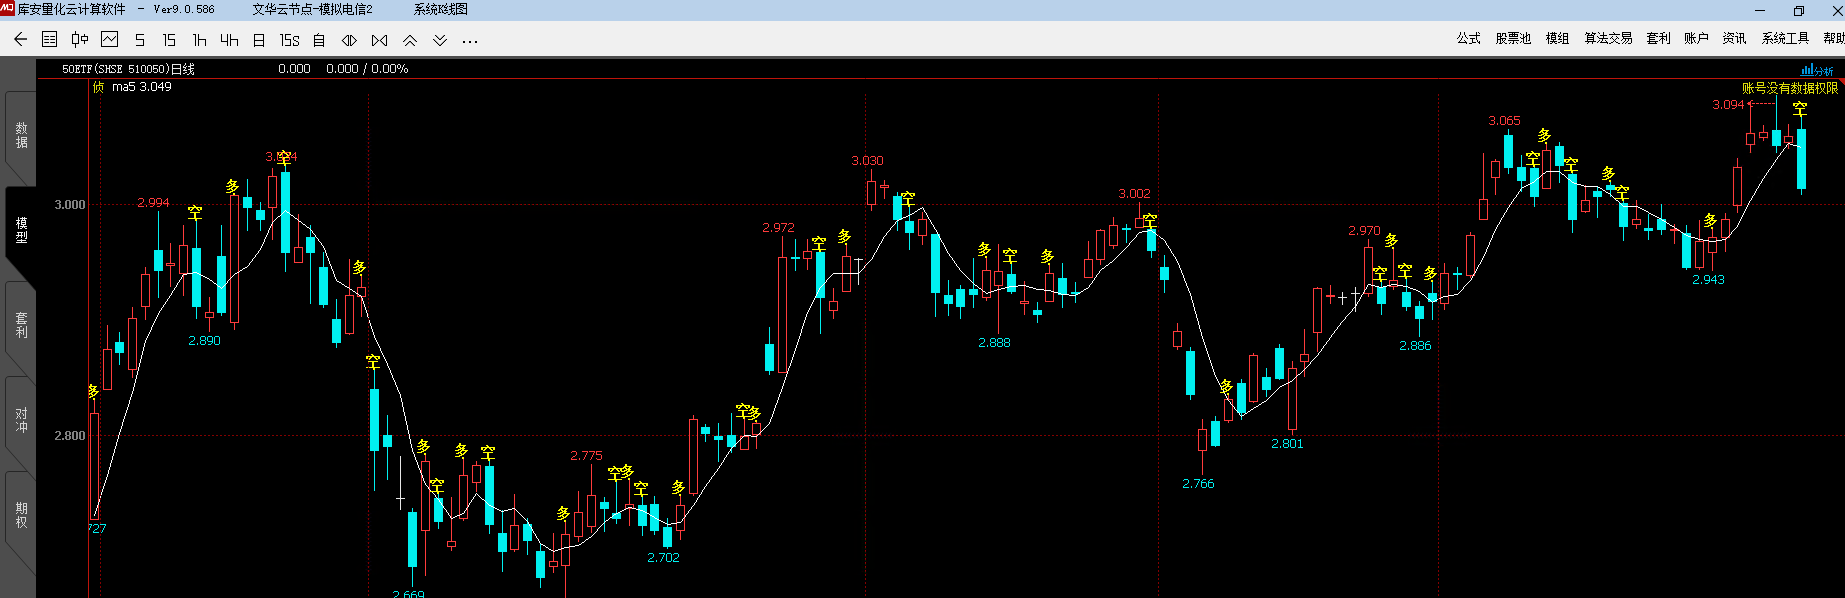 库安量化云计算软件 - Ver9.0.586 文华云节点-模拟电信2 系统K线图
5 15 1h 4h 日 15s 自 ... 公式 股票池 模组 算法交易 套利 账户 资讯 系统工具 帮助
50ETF(SHSE 510050)日线 0.000 0.000 / 0.00% 分析
侦 ma5 3.049 账号没有数据权限
数据
模型
套利
对冲
期权
3.000
2.800
3.094
空
3.065
多
空
多
空
多
空
多
2.943
空
3.030
空
3.002
空
2.994
空
多
2.890
多
2.972
空
多
多
空
多
2.888
2.970
多
空
空
多
2.886
多
空
多
2.801
2.766
多
727
空
多
多
空
空
2.669
多
2.775
空
多
空
多
2.702
空
多